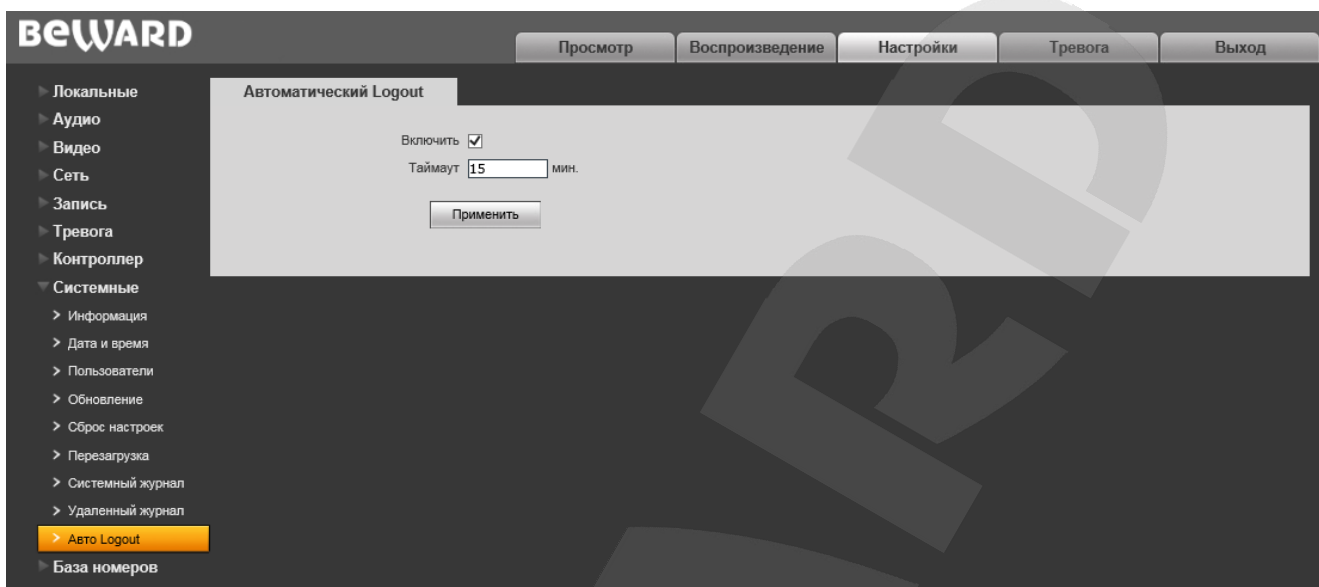 BEWARD
Просмотр Воспроизведение Настройки Тревога Выход
Локальные
Аудио
Видео
Сеть
Запись
Тревога
Контроллер
Системные
Информация
Дата и время
Пользователи
Обновление
Сброс настроек
Перезагрузка
Системный журнал
Удаленный журнал
Авто Logout
База номеров
Автоматический Logout
Включить
Таймаут 15 мин.
Применить